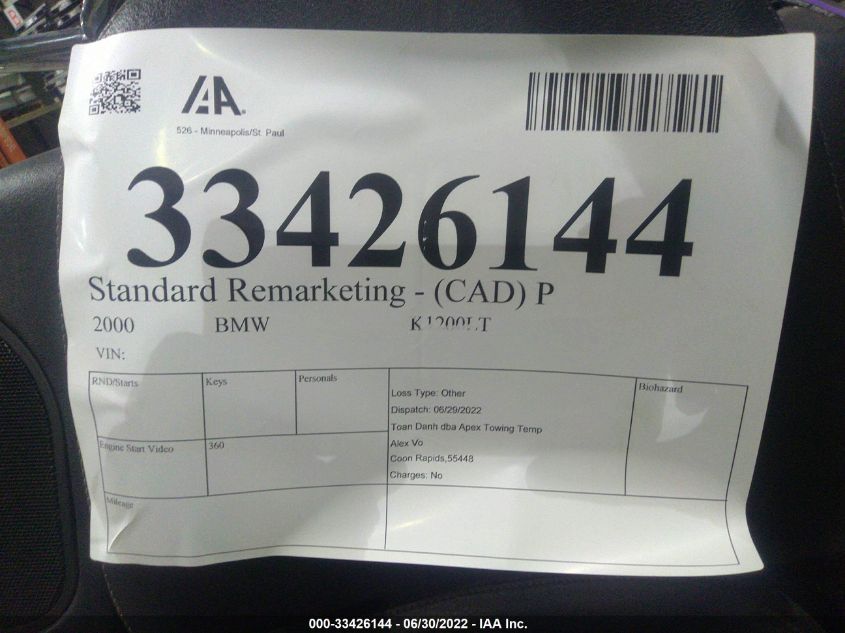 IAA.
526 - Minneapolis/St. Paul
33426144
Standard Remarketing - (CAD) P
2000 BMW K1200LT
VIN:
RND/Starts Keys Personals
Loss Type: Other
Dispatch: 06/29/2022
Toan Danh dba Apex Towing Temp
Alex Vo
Coon Rapids,55448
Charges: No
Biohazard
Engine Start Video 360
Mileage
000-33426144 - 06/30/2022 - IAA Inc.